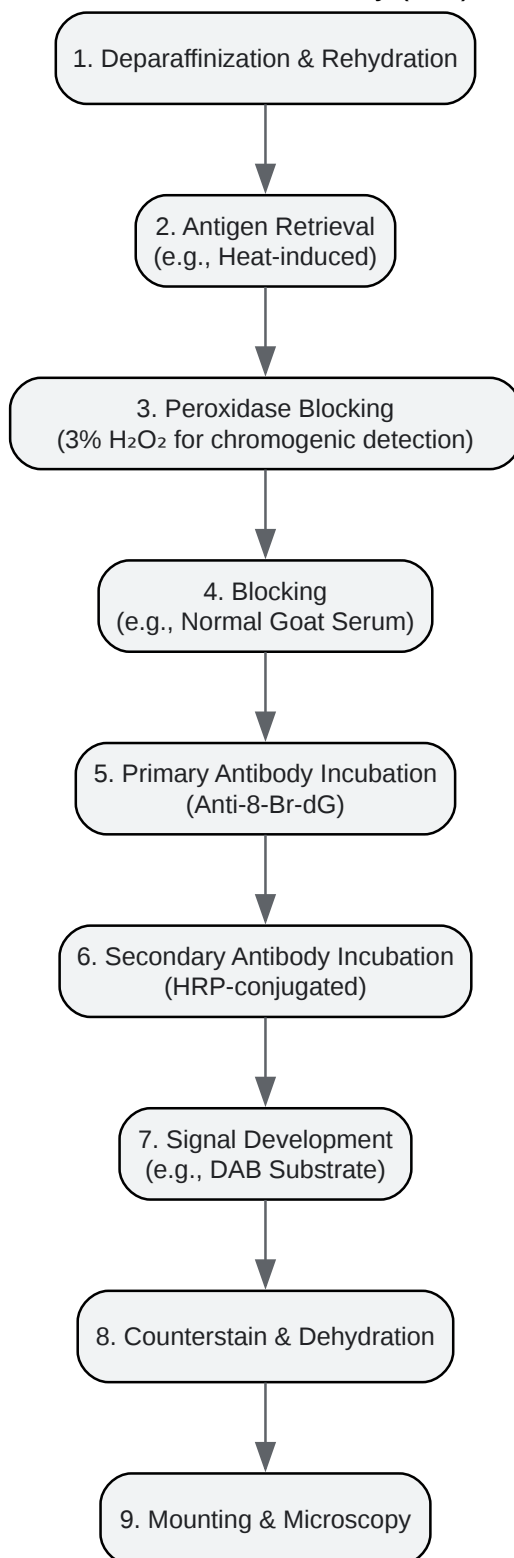 1. Deparaffinization & Rehydration
2. Antigen Retrieval
(e.g., Heat-induced)
3. Peroxidase Blocking
(3% H₂O₂ for chromogenic detection)
4. Blocking
(e.g., Normal Goat Serum)
5. Primary Antibody Incubation
(Anti-8-Br-dG)
6. Secondary Antibody Incubation
(HRP-conjugated)
7. Signal Development
(e.g., DAB Substrate)
8. Counterstain & Dehydration
9. Mounting & Microscopy